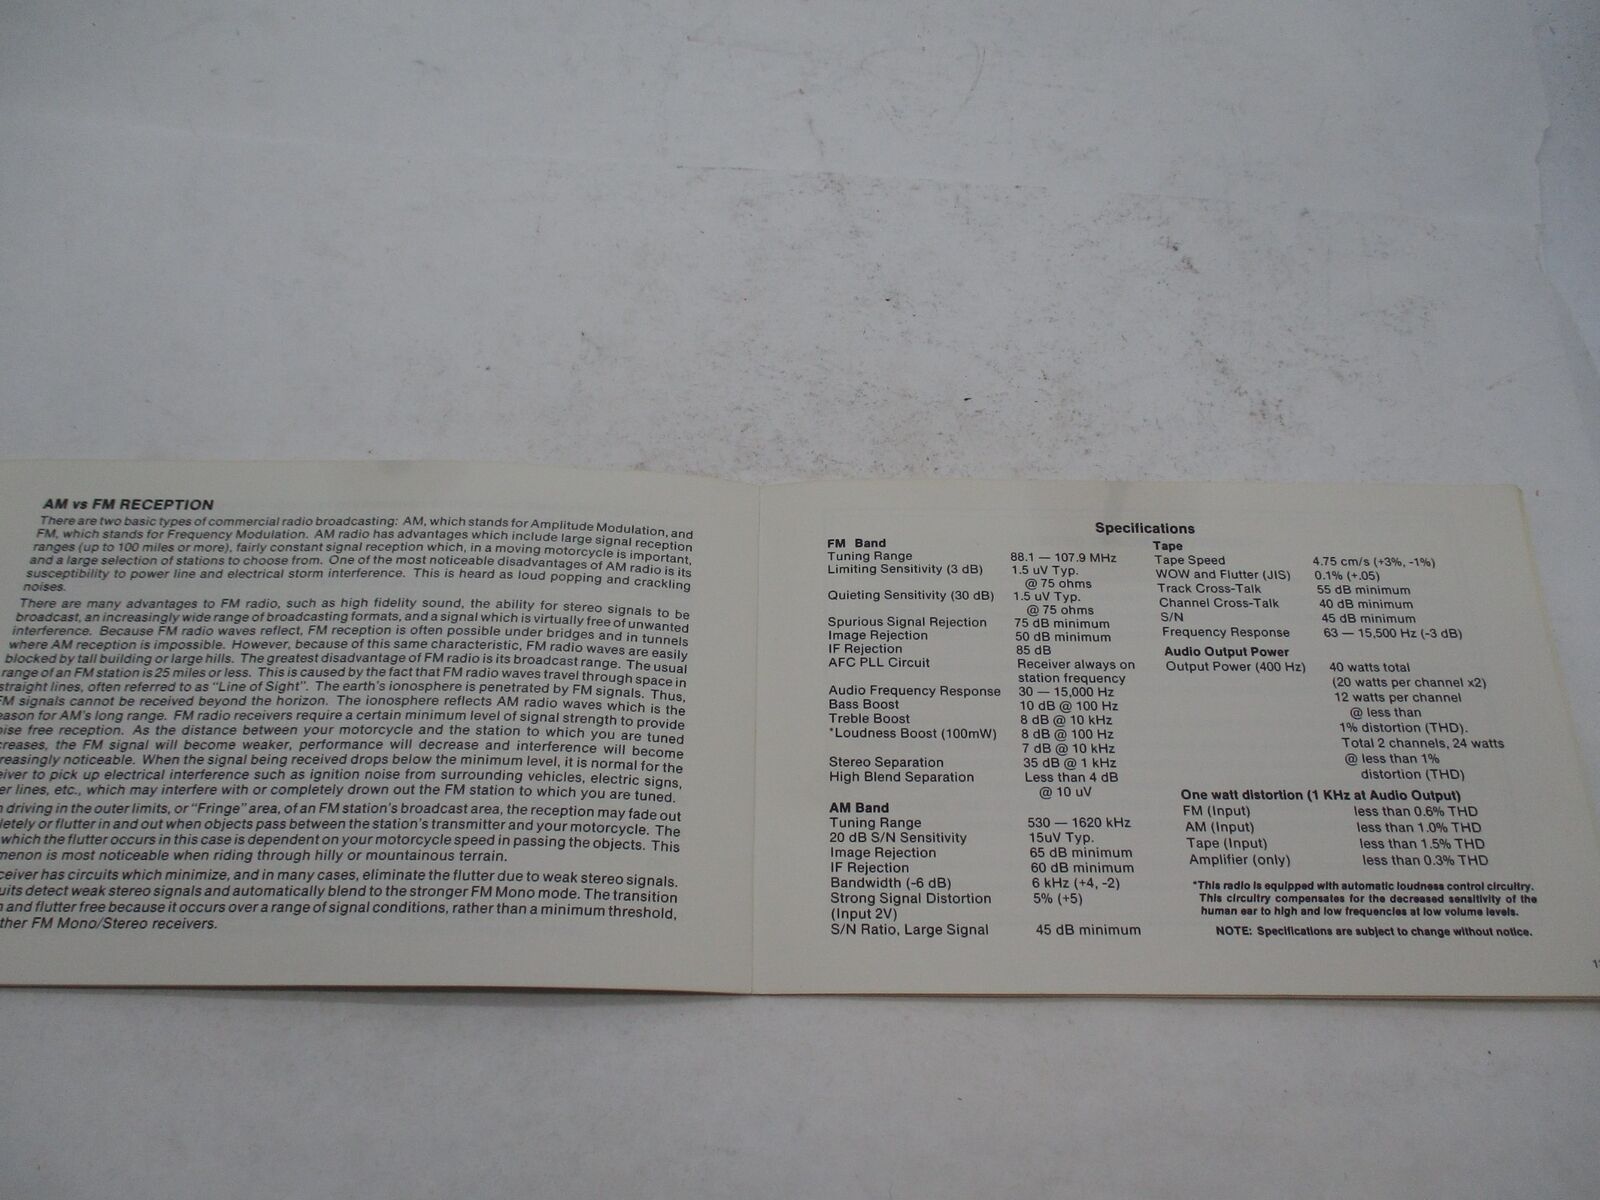 AM vs FM RECEPTION
There are two basic types of commercial radio broadcasting: AM, which stands for Amplitude Modulation, and
FM, which stands for Frequency Modulation. AM radio has advantages which include large signal reception
ranges (up to 100 miles or more), fairly constant signal reception which, in a moving motorcycle is important,
and a large selection of stations to choose from. One of the most noticeable disadvantages of AM radio is its
susceptibility to power line and electrical storm interference. This is heard as loud popping and crackling
noises.
There are many advantages to FM radio, such as high fidelity sound, the ability for stereo signals to be
broadcast, an increasingly wide range of broadcasting formats, and a signal which is virtually free of unwanted
interference. Because FM radio waves reflect, FM reception is often possible under bridges and in tunnels
where AM reception is impossible. However, because of this same characteristic, FM radio waves are easily
blocked by tall building or large hills. The greatest disadvantage of FM radio is its broadcast range. The usual
range of an FM station is 25 miles or less. This is caused by the fact that FM radio waves travel through space in
straight lines, often referred to as "Line of Sight". The earth's ionosphere is penetrated by FM signals. Thus,
FM signals cannot be received beyond the horizon. The ionosphere reflects AM radio waves which is the
eason for AM's long range. FM radio receivers require a certain minimum level of signal strength to provide
oise free reception. As the distance between your motorcycle and the station to which you are tuned
creases, the FM signal will become weaker, performance will decrease and interference will become
reasingly noticeable. When the signal being received drops below the minimum level, it is normal for the
eiver to pick up electrical interference such as ignition noise from surrounding vehicles, electric signs,
er lines, etc., which may interfere with or completely drown out the FM station to which you are tuned.
n driving in the outer limits, or "Fringe" area, of an FM station's broadcast area, the reception may fade out
letely or flutter in and out when objects pass between the station's transmitter and your motorcycle. The
which the flutter occurs in this case is dependent on your motorcycle speed in passing the objects. This
menon is most noticeable when riding through hilly or mountainous terrain.
ceiver has circuits which minimize, and in many cases, eliminate the flutter due to weak stereo signals.
uits detect weak stereo signals and automatically blend to the stronger FM Mono mode. The transition
n and flutter free because it occurs over a range of signal conditions, rather than a minimum threshold,
ther FM Mono/Stereo receivers.
Specifications
FM Band
Tuning Range 88.1 — 107.9 MHz
Limiting Sensitivity (3 dB) 1.5 uV Typ.
@ 75 ohms
Quieting Sensitivity (30 dB) 1.5 uV Typ.
@ 75 ohms
Spurious Signal Rejection 75 dB minimum
Image Rejection 50 dB minimum
IF Rejection 85 dB
AFC PLL Circuit Receiver always on
station frequency
Audio Frequency Response 30 — 15,000 Hz
Bass Boost 10 dB @ 100 Hz
Treble Boost 8 dB @ 10 kHz
*Loudness Boost (100mW) 8 dB @ 100 Hz
7 dB @ 10 kHz
Stereo Separation 35 dB @ 1 kHz
High Blend Separation Less than 4 dB
@ 10 uV
AM Band
Tuning Range 530 — 1620 kHz
20 dB S/N Sensitivity 15uV Typ.
Image Rejection 65 dB minimum
IF Rejection 60 dB minimum
Bandwidth (-6 dB) 6 kHz (+4, -2)
Strong Signal Distortion 5% (+5)
(Input 2V)
S/N Ratio, Large Signal 45 dB minimum
Tape
Tape Speed 4.75 cm/s (+3%, -1%)
WOW and Flutter (JIS) 0.1% (+.05)
Track Cross-Talk 55 dB minimum
Channel Cross-Talk 40 dB minimum
S/N 45 dB minimum
Frequency Response 63 — 15,500 Hz (-3 dB)
Audio Output Power
Output Power (400 Hz) 40 watts total
(20 watts per channel x2)
12 watts per channel
@ less than
1% distortion (THD).
Total 2 channels, 24 watts
@ less than 1%
distortion (THD)
One watt distortion (1 KHz at Audio Output)
FM (Input) less than 0.6% THD
AM (Input) less than 1.0% THD
Tape (Input) less than 1.5% THD
Amplifier (only) less than 0.3% THD
*This radio is equipped with automatic loudness control circuitry.
This circuitry compensates for the decreased sensitivity of the
human ear to high and low frequencies at low volume levels.
NOTE: Specifications are subject to change without notice.